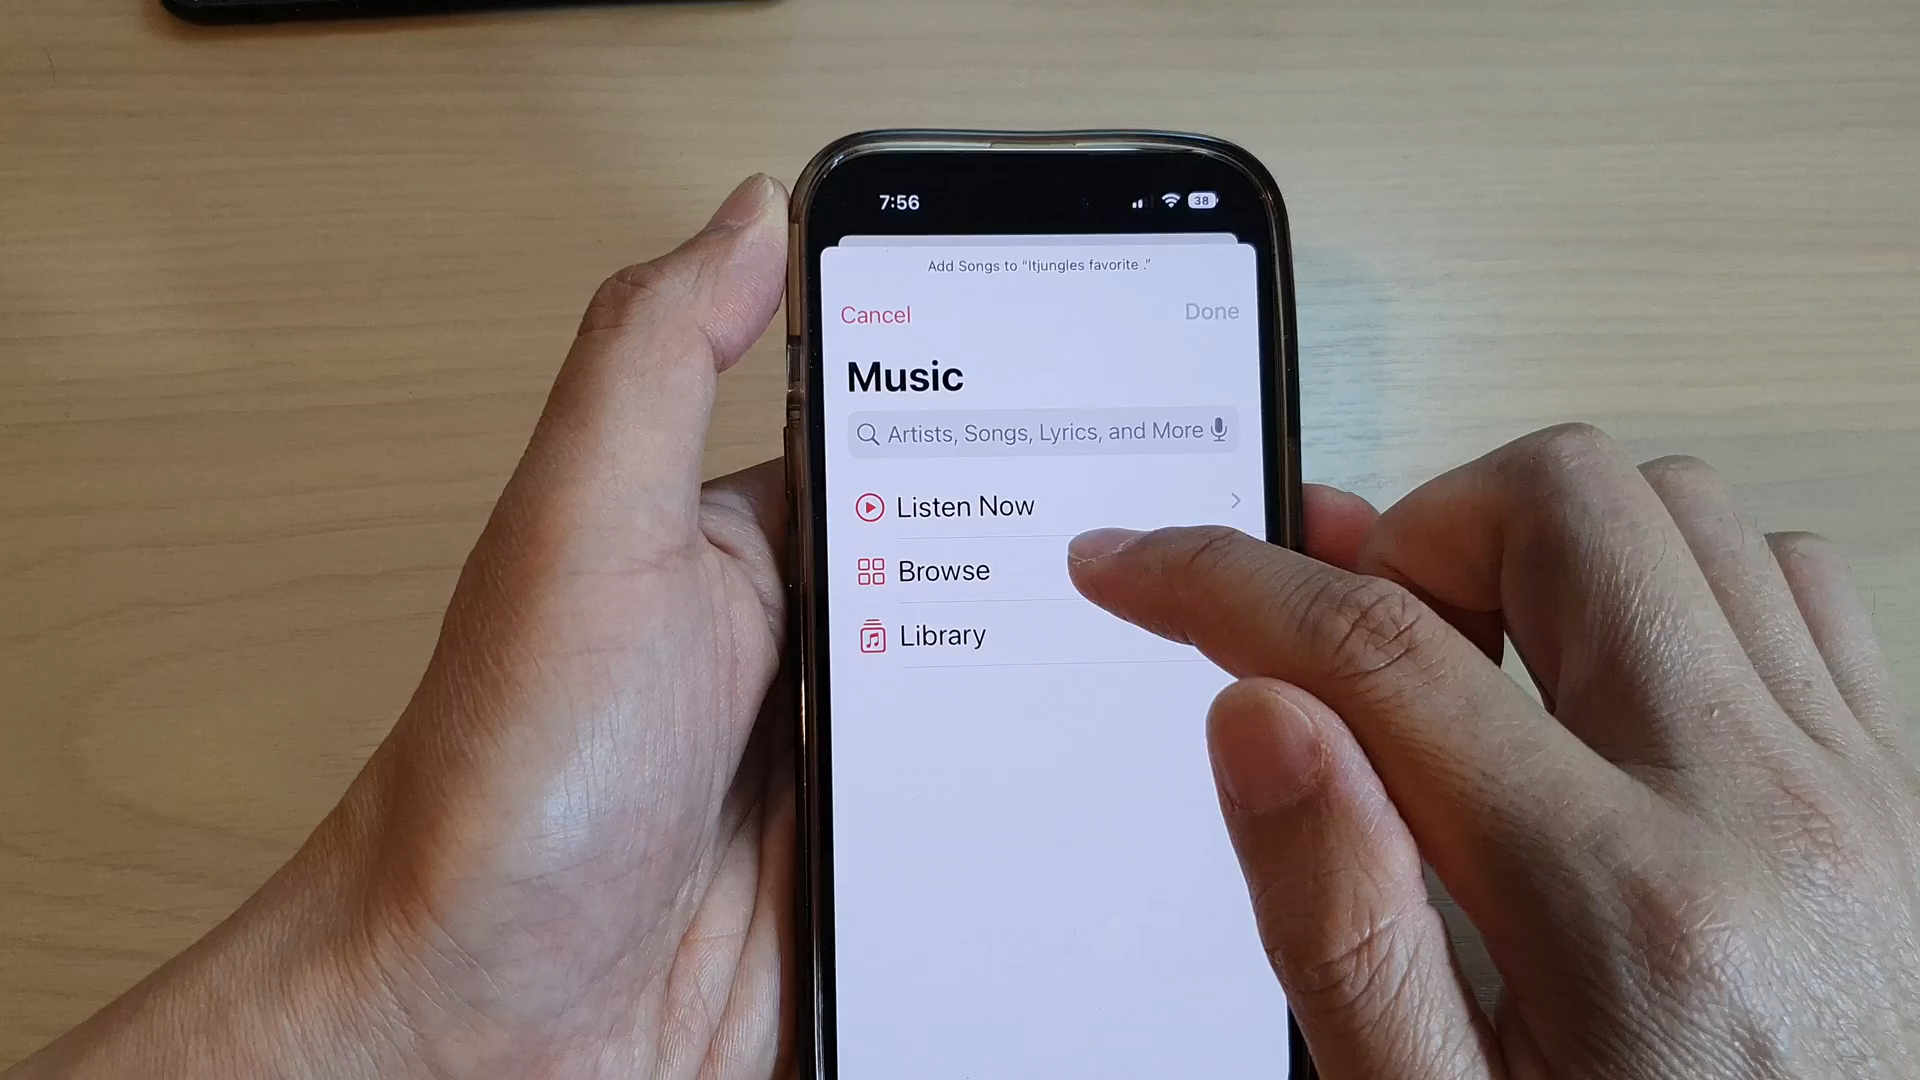 7:56
38
Add Songs to “Itjungles favorite .”
Cancel
Done
Music
Artists, Songs, Lyrics, and More
Listen Now
Browse
Library